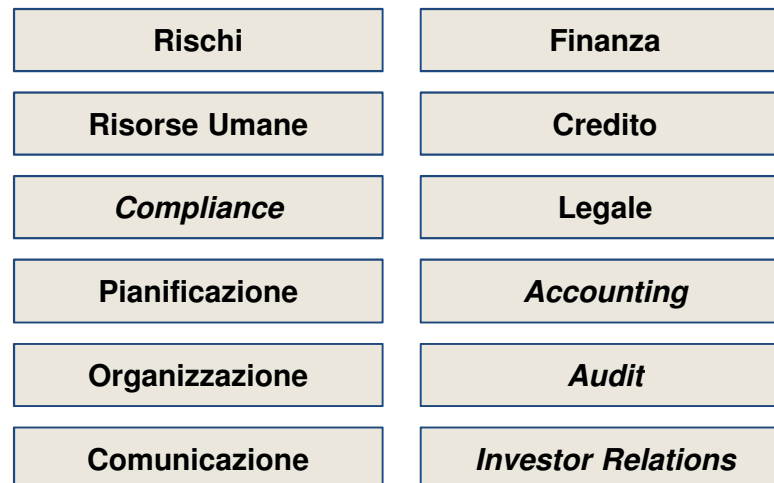 Rischi
Finanza
Risorse Umane
Credito
Compliance
Legale
Pianificazione
Accounting
Organizzazione
Audit
Comunicazione
Investor Relations